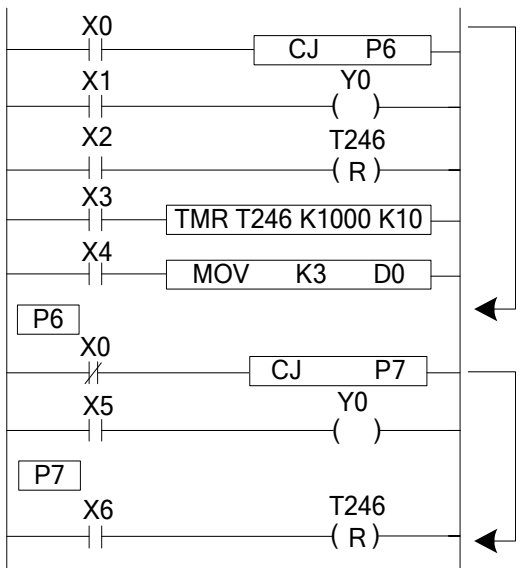 X0
CJ P6
X1
Y0
X2
T246
R
X3
TMR T246 K1000 K10
X4
MOV K3 D0
P6
X0
CJ P7
X5
Y0
P7
X6
T246
R